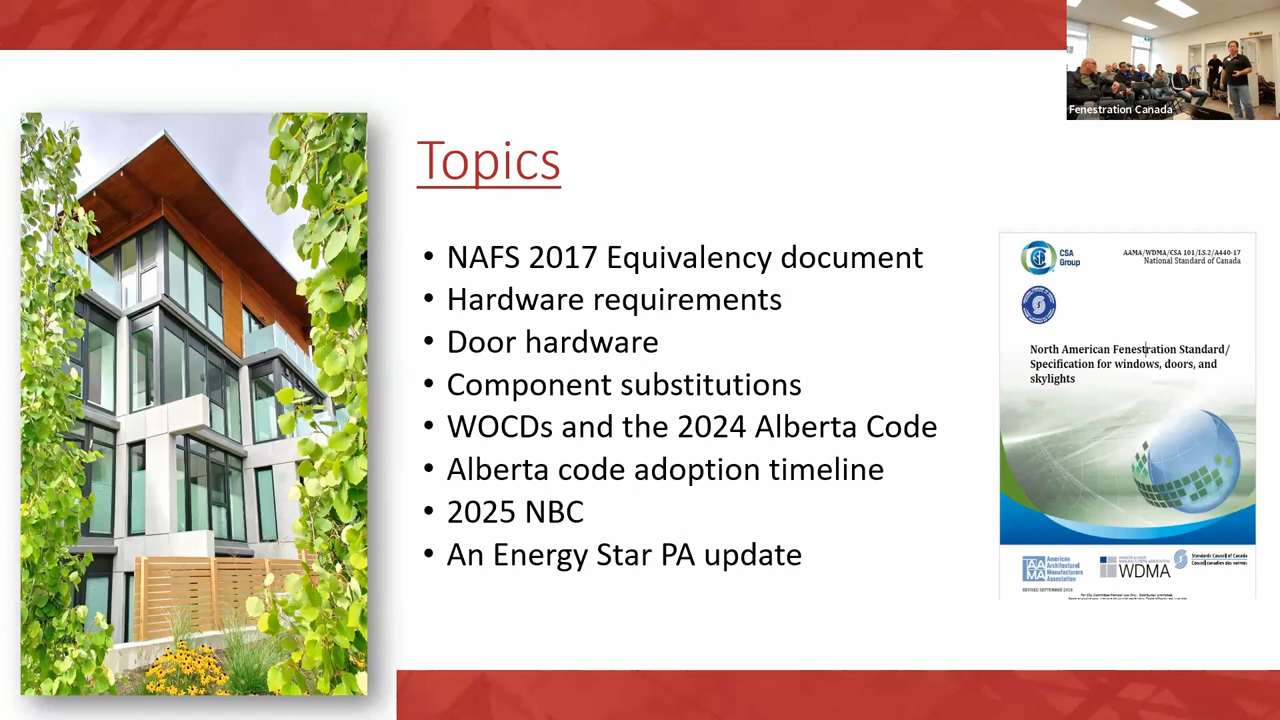 Fenestration Canada
Topics
• NAFS 2017 Equivalency document
• Hardware requirements
• Door hardware
• Component substitutions
• WOCDs and the 2024 Alberta Code
• Alberta code adoption timeline
• 2025 NBC
• An Energy Star PA update
CSA
Group
AAMA/WDMA/CSA 101/I.S.2/A440-17
National Standard of Canada
North American Fenestration Standard/
Specification for windows, doors, and
skylights
American
Architectural
Manufacturers
Association
WDMA
Standards Council of Canada
Conseil canadien des normes